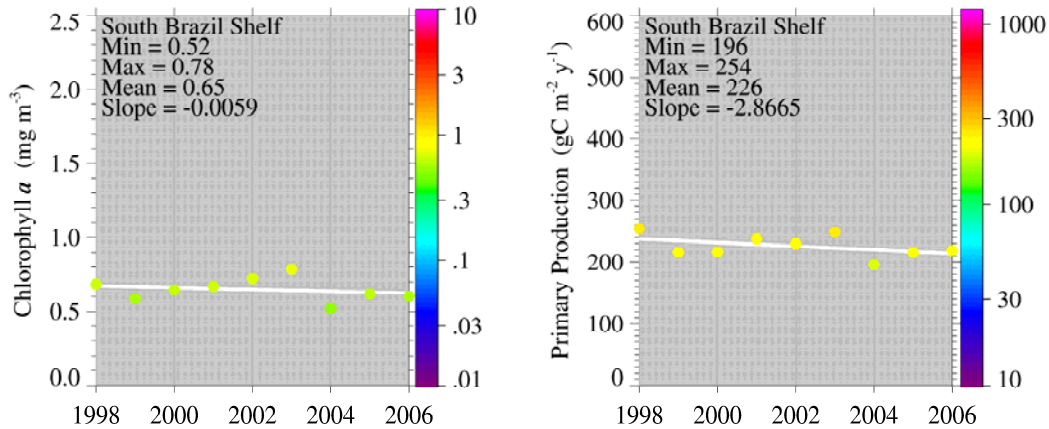 South Brazil Shelf
Min = 0.52
Max = 0.78
Mean = 0.65
Slope = -0.0059
Chlorophyll a (mg m-3)
2.5
2.0
1.5
1.0
0.5
0.0
1998 2000 2002 2004 2006
10
3
1
.3
.1
.03
.01
South Brazil Shelf
Min = 196
Max = 254
Mean = 226
Slope = -2.8665
Primary Production (gC m-2 y-1)
600
500
400
300
200
100
0
1998 2000 2002 2004 2006
1000
300
100
30
10